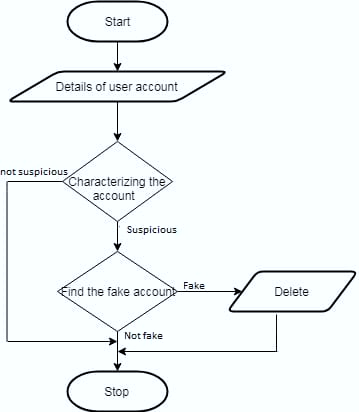 Start
Details of user account
not suspicious
Characterizing the
account
Suspicious
Find the fake account
Fake
Delete
Not fake
Stop